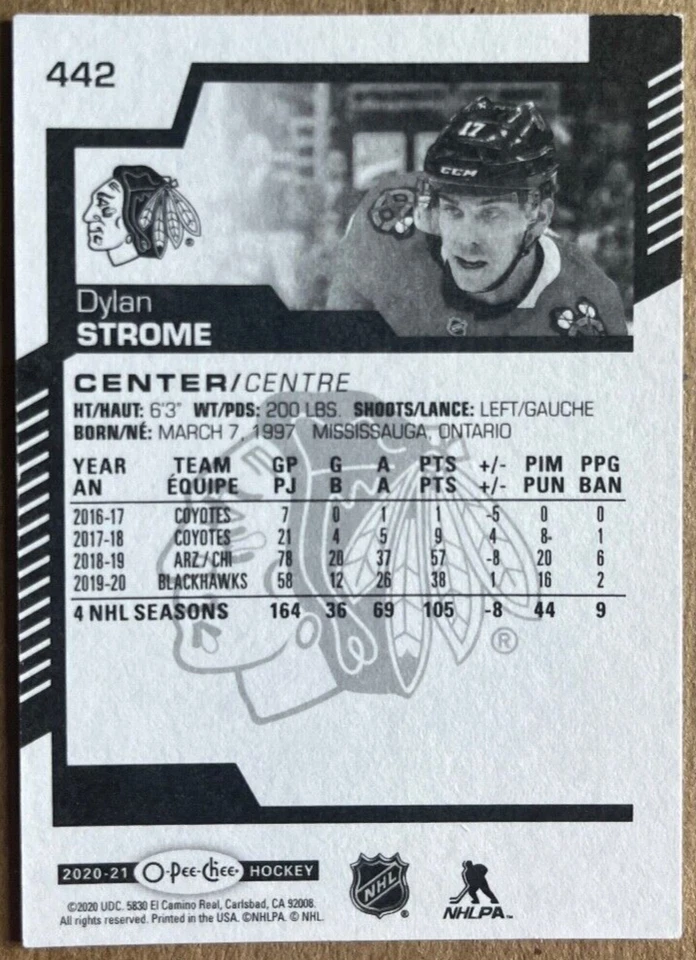 442
17
CCM
®
Dylan
STROME
CENTER/CENTRE
HT/HAUT: 6'3" WT/PDS: 200 LBS. SHOOTS/LANCE: LEFT/GAUCHE
BORN/NÉ: MARCH 7, 1997 MISSISSAUGA, ONTARIO
YEAR TEAM GP G A PTS +/- PIM PPG
AN ÉQUIPE PJ B A PTS +/- PUN BAN
2016-17 COYOTES 7 0 1 1 -5 0 0
2017-18 COYOTES 21 4 5 9 4 8 1
2018-19 ARZ/CHI 78 20 37 57 -8 20 6
2019-20 BLACKHAWKS 58 12 26 38 1 16 2
4 NHL SEASONS 164 36 69 105 -8 44 9
®
2020-21 O-Pee-Chee HOCKEY
©2020 UDC. 5830 El Camino Real, Carlsbad, CA 92008.
All rights reserved. Printed in the USA. ©NHLPA. © NHL.
NHL ®
NHLPA™